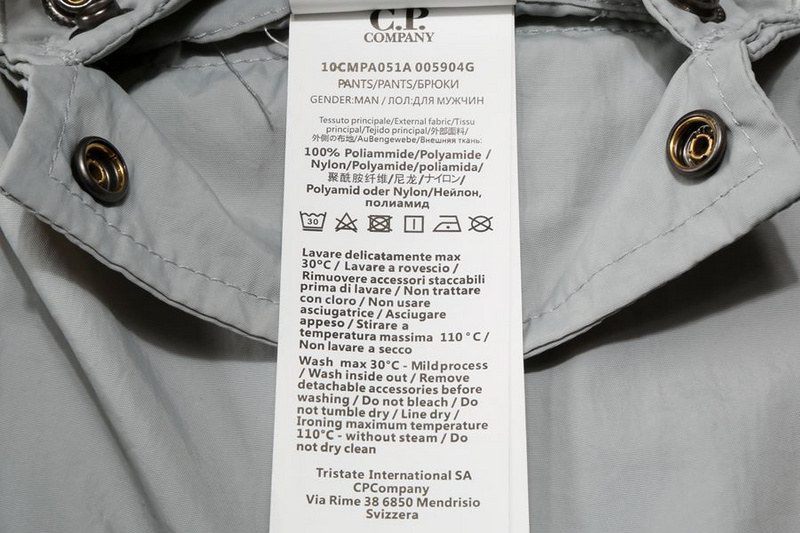 C.P.
COMPANY
10CMPA051A 005904G
PANTS/PANTS/БРЮКИ
GENDER:MAN / ЛОЛ:ДЛЯ МУЖЧИН
Tessuto principale/External fabric/Tissu
principal/Tejido principal/外部面料/
外側の布地/AuBengewebe/Внешняя ткань:
100% Poliammide/Polyamide /
Nylon/Polyamide/poliamida/
聚酰胺纤维/尼龙/ナイロン/
Polyamid oder Nylon/Нейлон,
полиамид
30
Lavare delicatamente max
30°C / Lavare a rovescio /
Rimuovere accessori staccabili
prima di lavare / Non trattare
con cloro / Non usare
asciugatrice / Asciugare
appeso / Stirare a
temperatura massima 110°C /
Non lavare a secco
Wash max 30°C - Mild process
/ Wash inside out / Remove
detachable accessories before
washing / Do not bleach / Do
not tumble dry / Line dry /
Ironing maximum temperature
110°C - without steam / Do
not dry clean
Tristate International SA
CPCompany
Via Rime 38 6850 Mendrisio
Svizzera